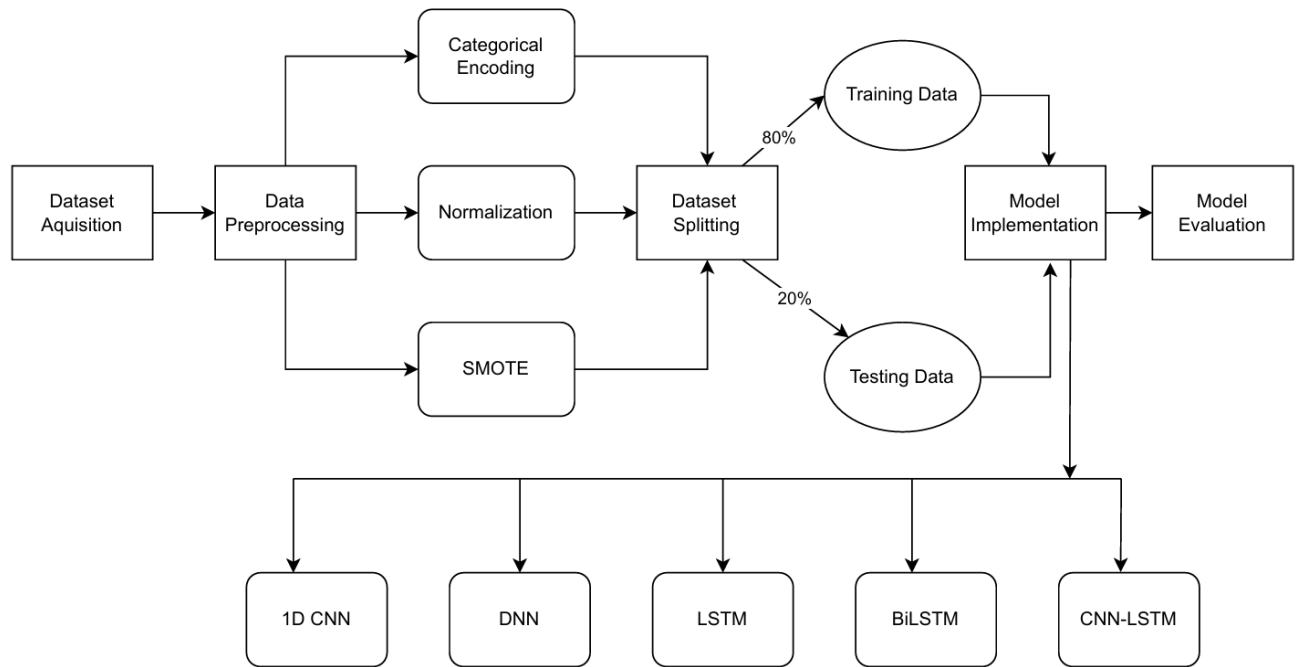 Categorical
Encoding
Training Data
80%
Dataset
Aquisition
Data
Preprocessing
Normalization
Dataset
Splitting
Model
Implementation
Model
Evaluation
20%
SMOTE
Testing Data
1D CNN
DNN
LSTM
BiLSTM
CNN-LSTM